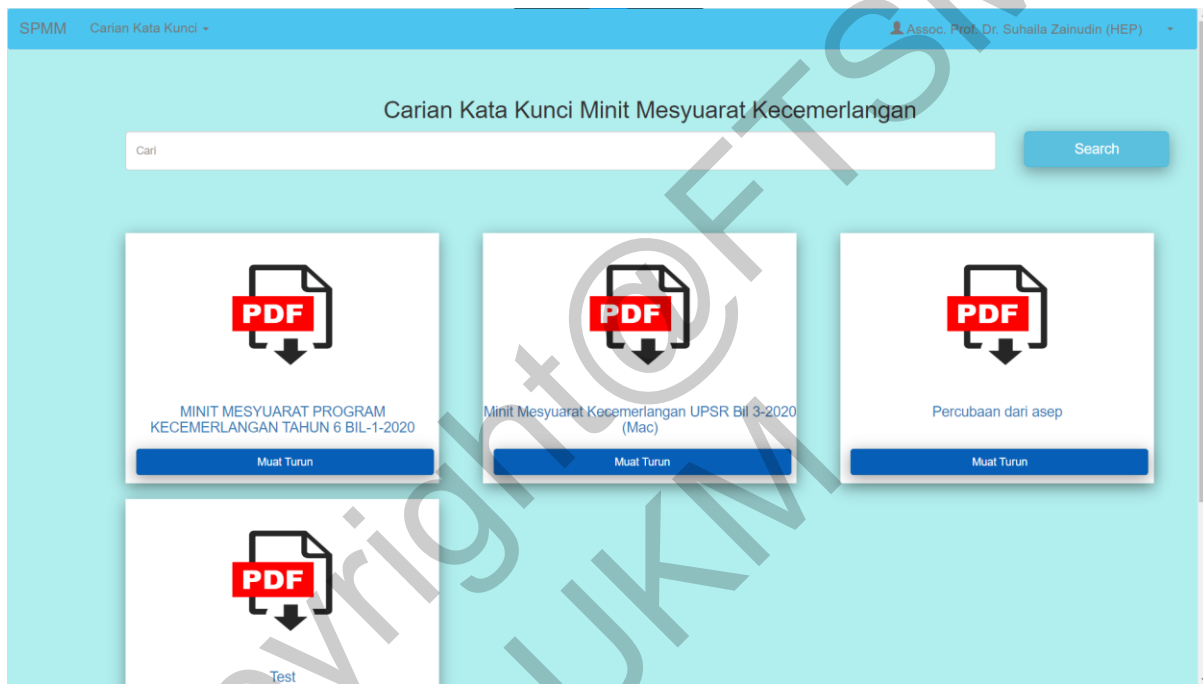 SPMM Carian Kata Kunci Assoc. Prof. Dr. Suhaila Zainudin (HEP)
Carian Kata Kunci Minit Mesyuarat Kecemerlangan
Cari Search
PDF PDF PDF
MINIT MESYUARAT PROGRAM
KECEMERLANGAN TAHUN 6 BIL-1-2020
Minit Mesyuarat Kecemerlangan UPSR Bil 3-2020
(Mac)
Percubaan dari asep
Muat Turun Muat Turun Muat Turun
PDF
Test
pyright@FTSM
UKM